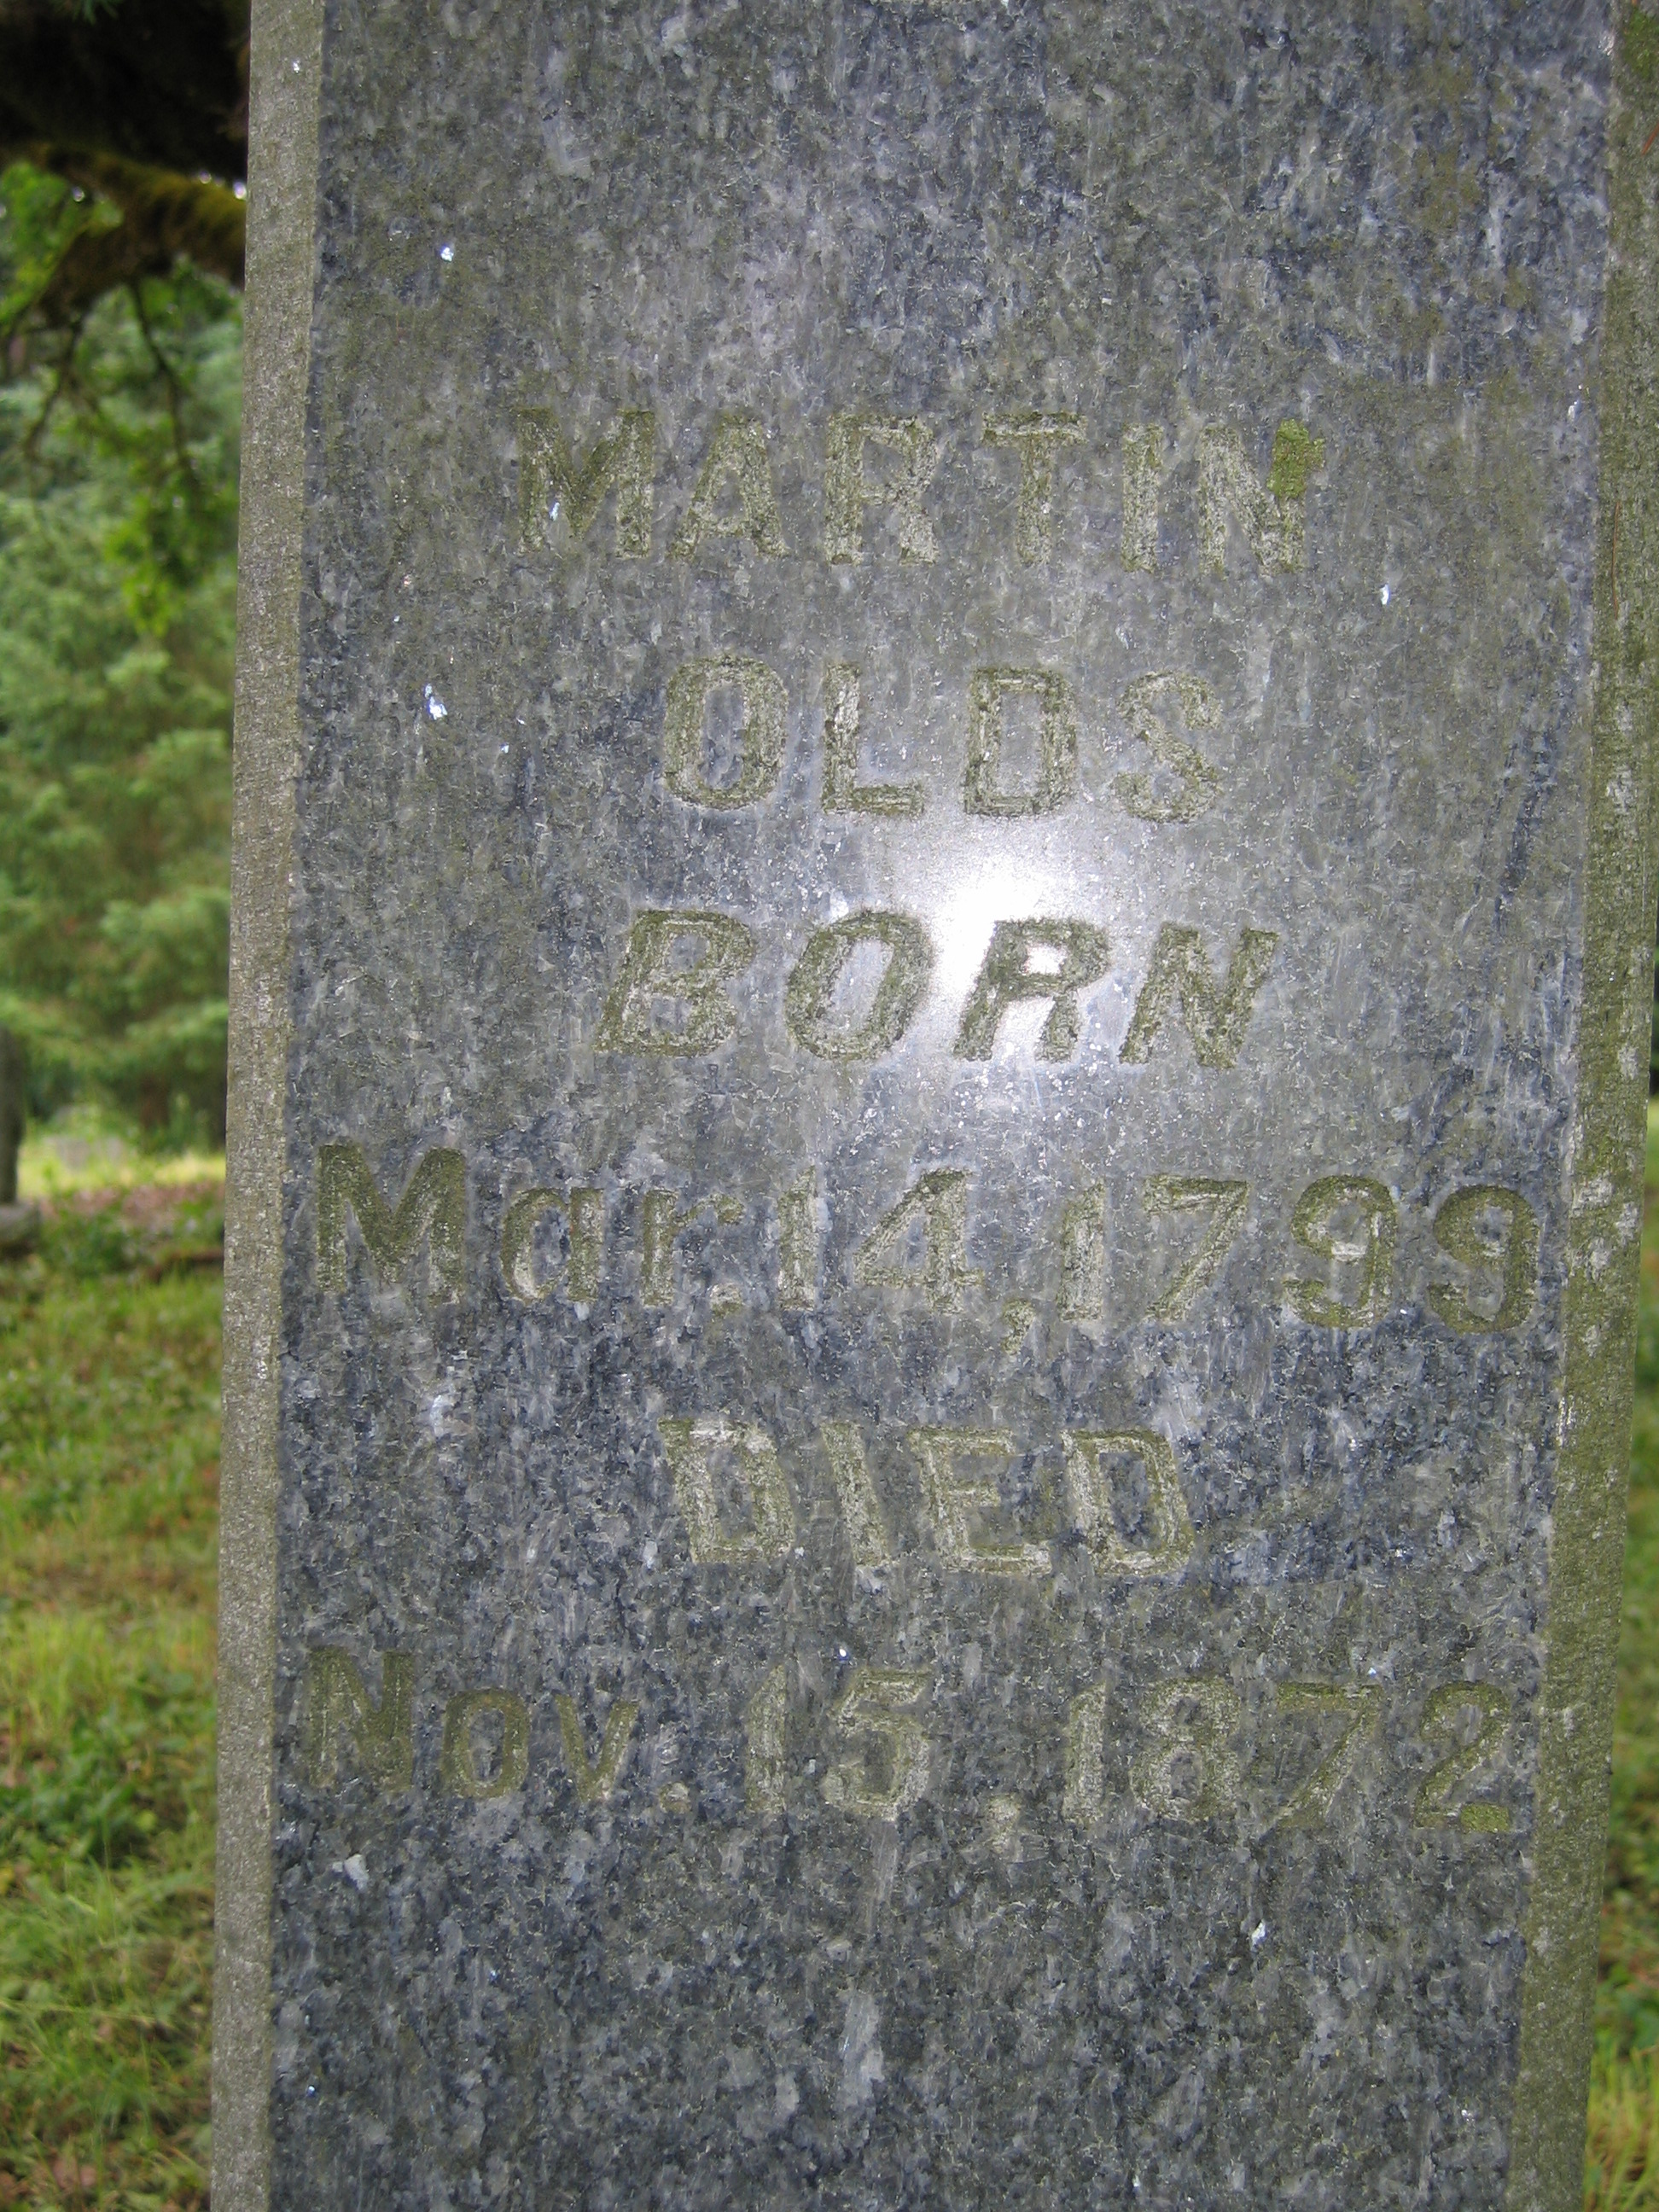 MARTIN
OLDS
BORN
Mar.14,1799
DIED
Nov.15,1872